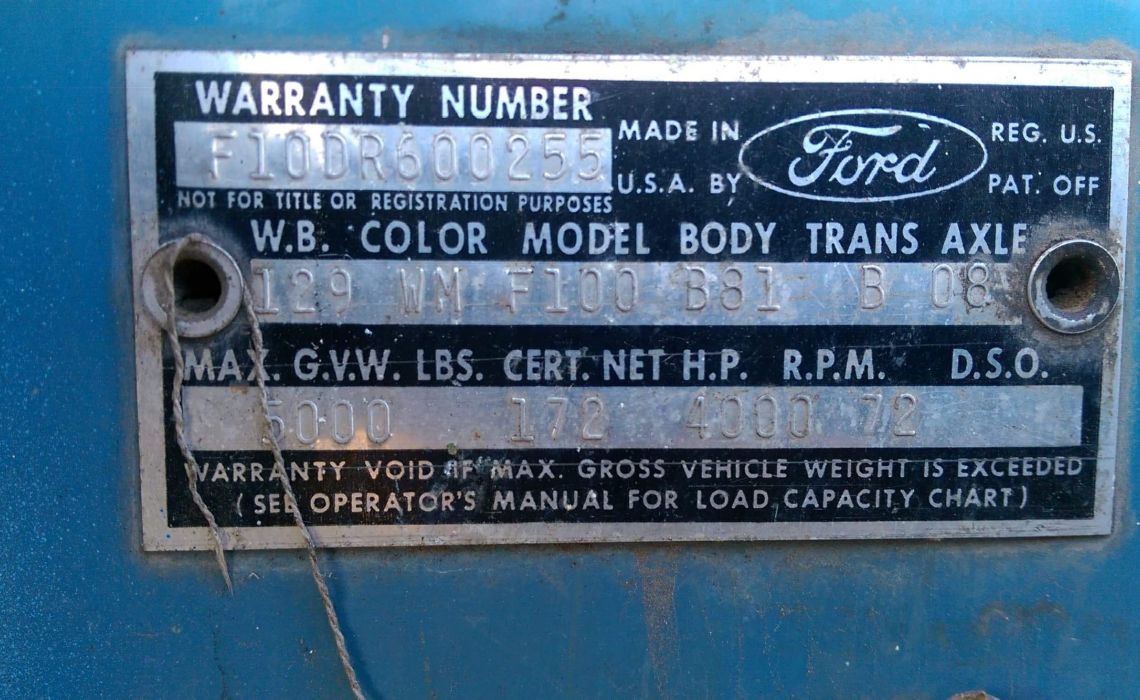 WARRANTY NUMBER
F10DR600255
MADE IN
U.S.A. BY
Ford
REG. U.S.
PAT. OFF
NOT FOR TITLE OR REGISTRATION PURPOSES
W.B. COLOR MODEL BODY TRANS AXLE
129 WM F100 B81 B 08
MAX. G.V.W. LBS. CERT. NET H.P. R.P.M. D.S.O.
5000 172 4000 72
WARRANTY VOID IF MAX. GROSS VEHICLE WEIGHT IS EXCEEDED
(SEE OPERATOR'S MANUAL FOR LOAD CAPACITY CHART)